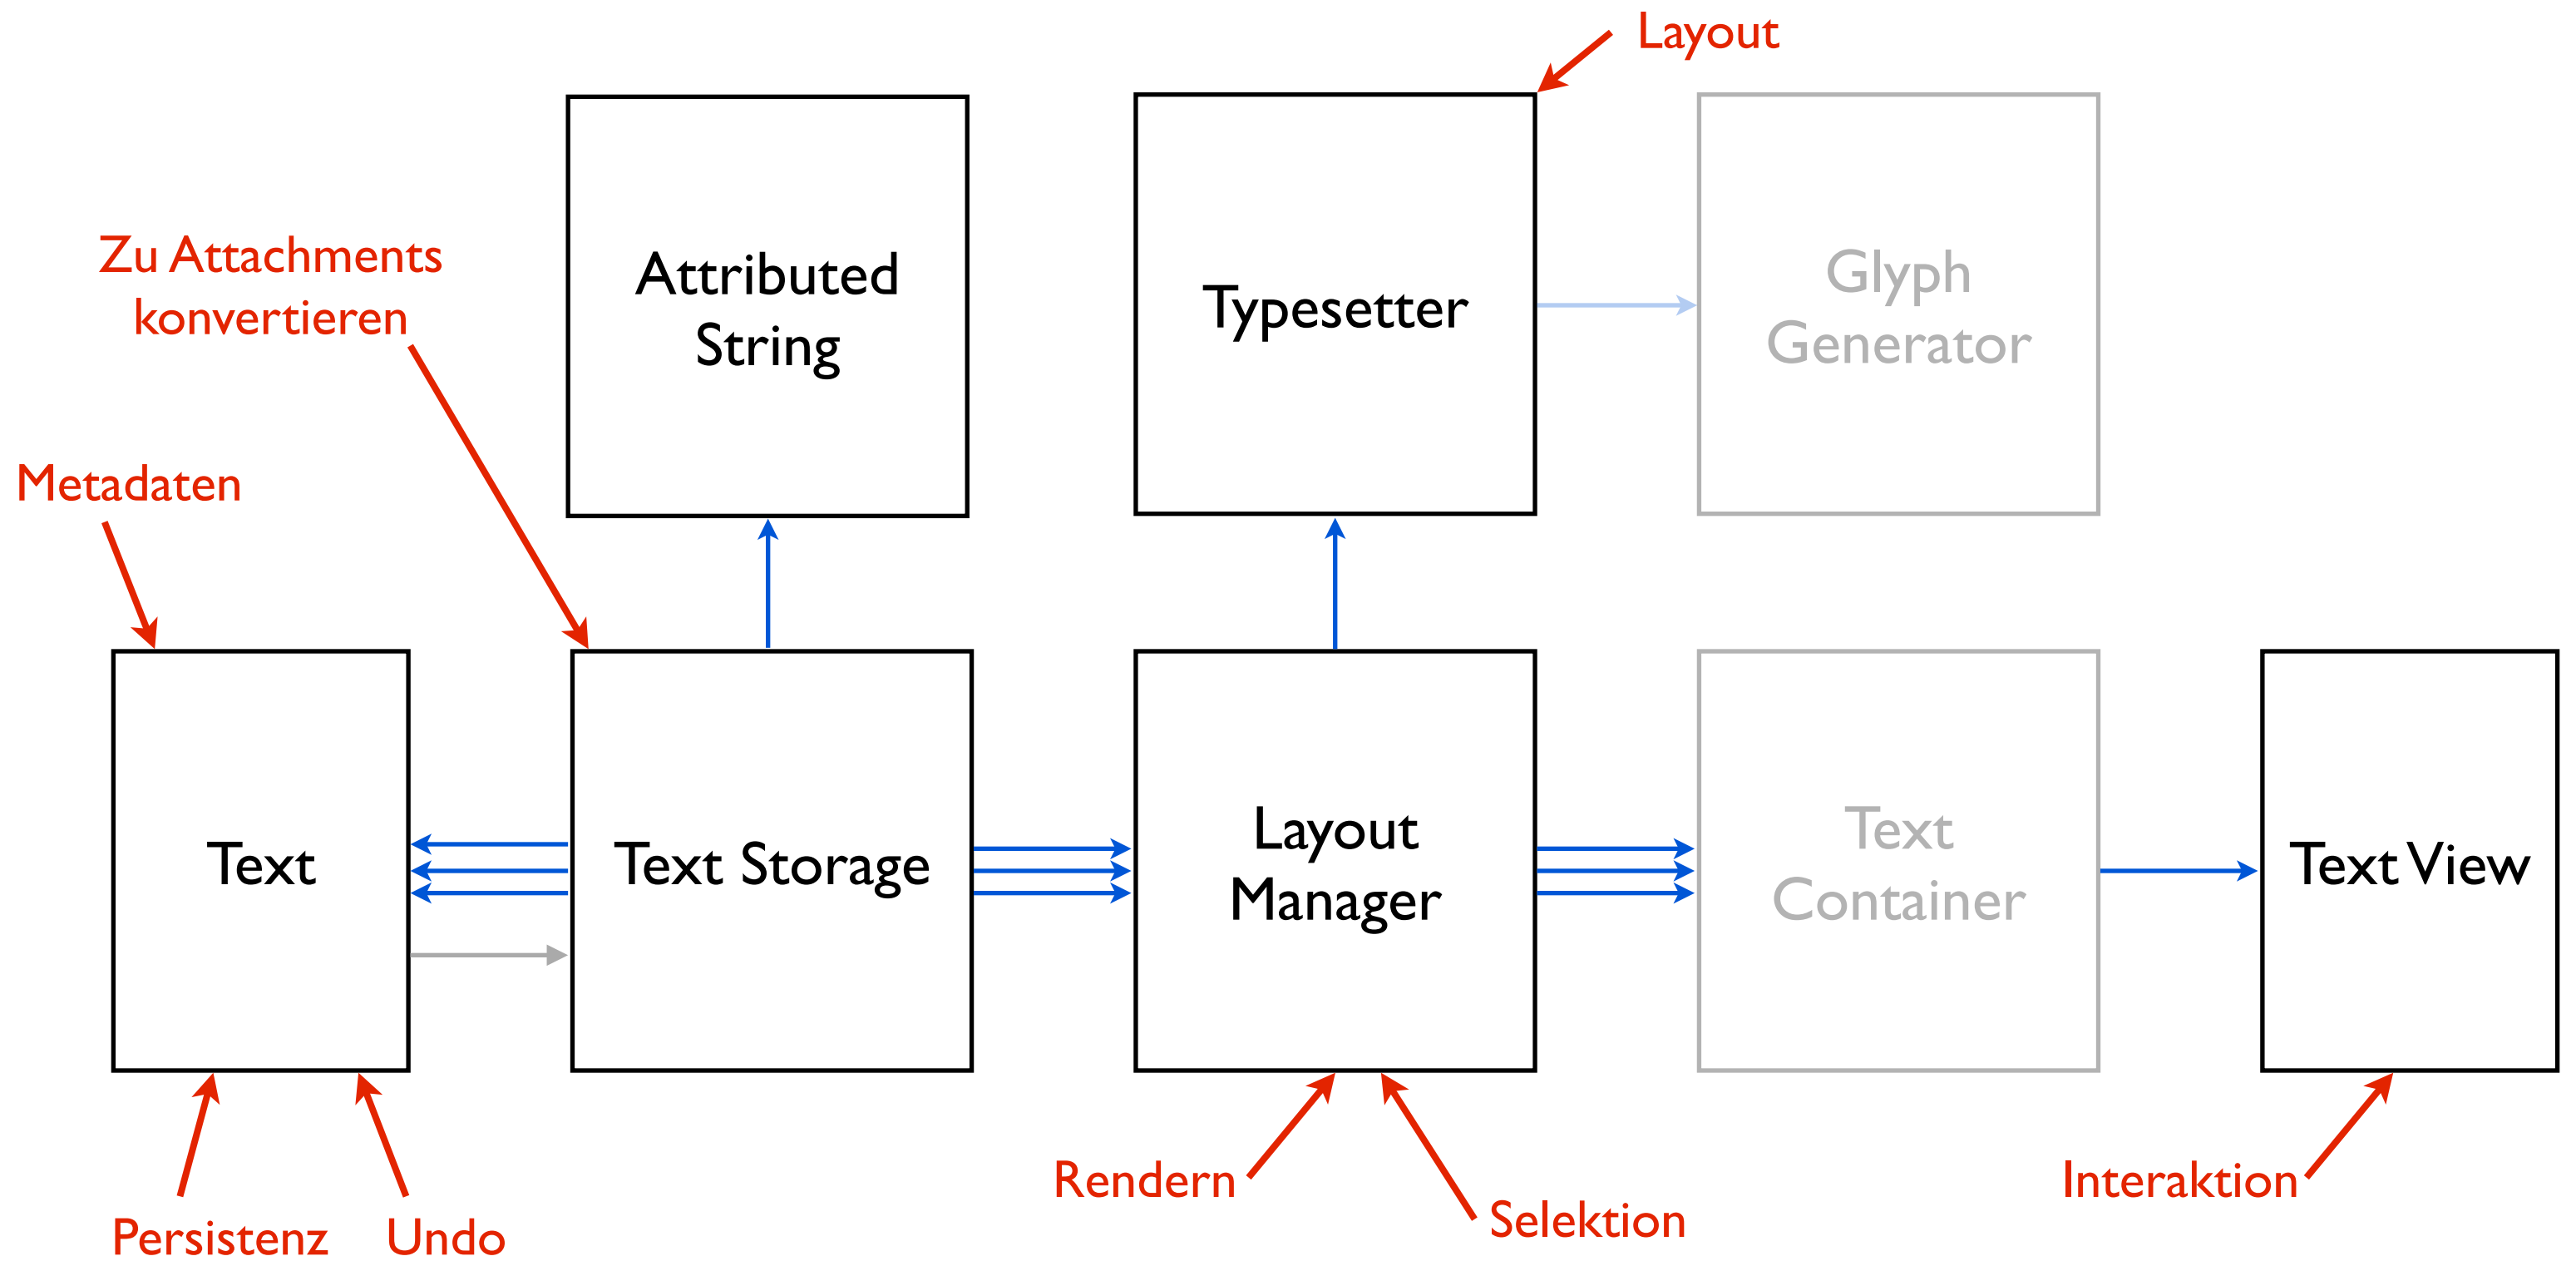 Layout
Zu Attachments
konvertieren
Attributed
String
Typesetter
Glyph
Generator
Metadaten
Text
Text Storage
Layout
Manager
Text
Container
Text View
Persistenz
Undo
Rendern
Selektion
Interaktion